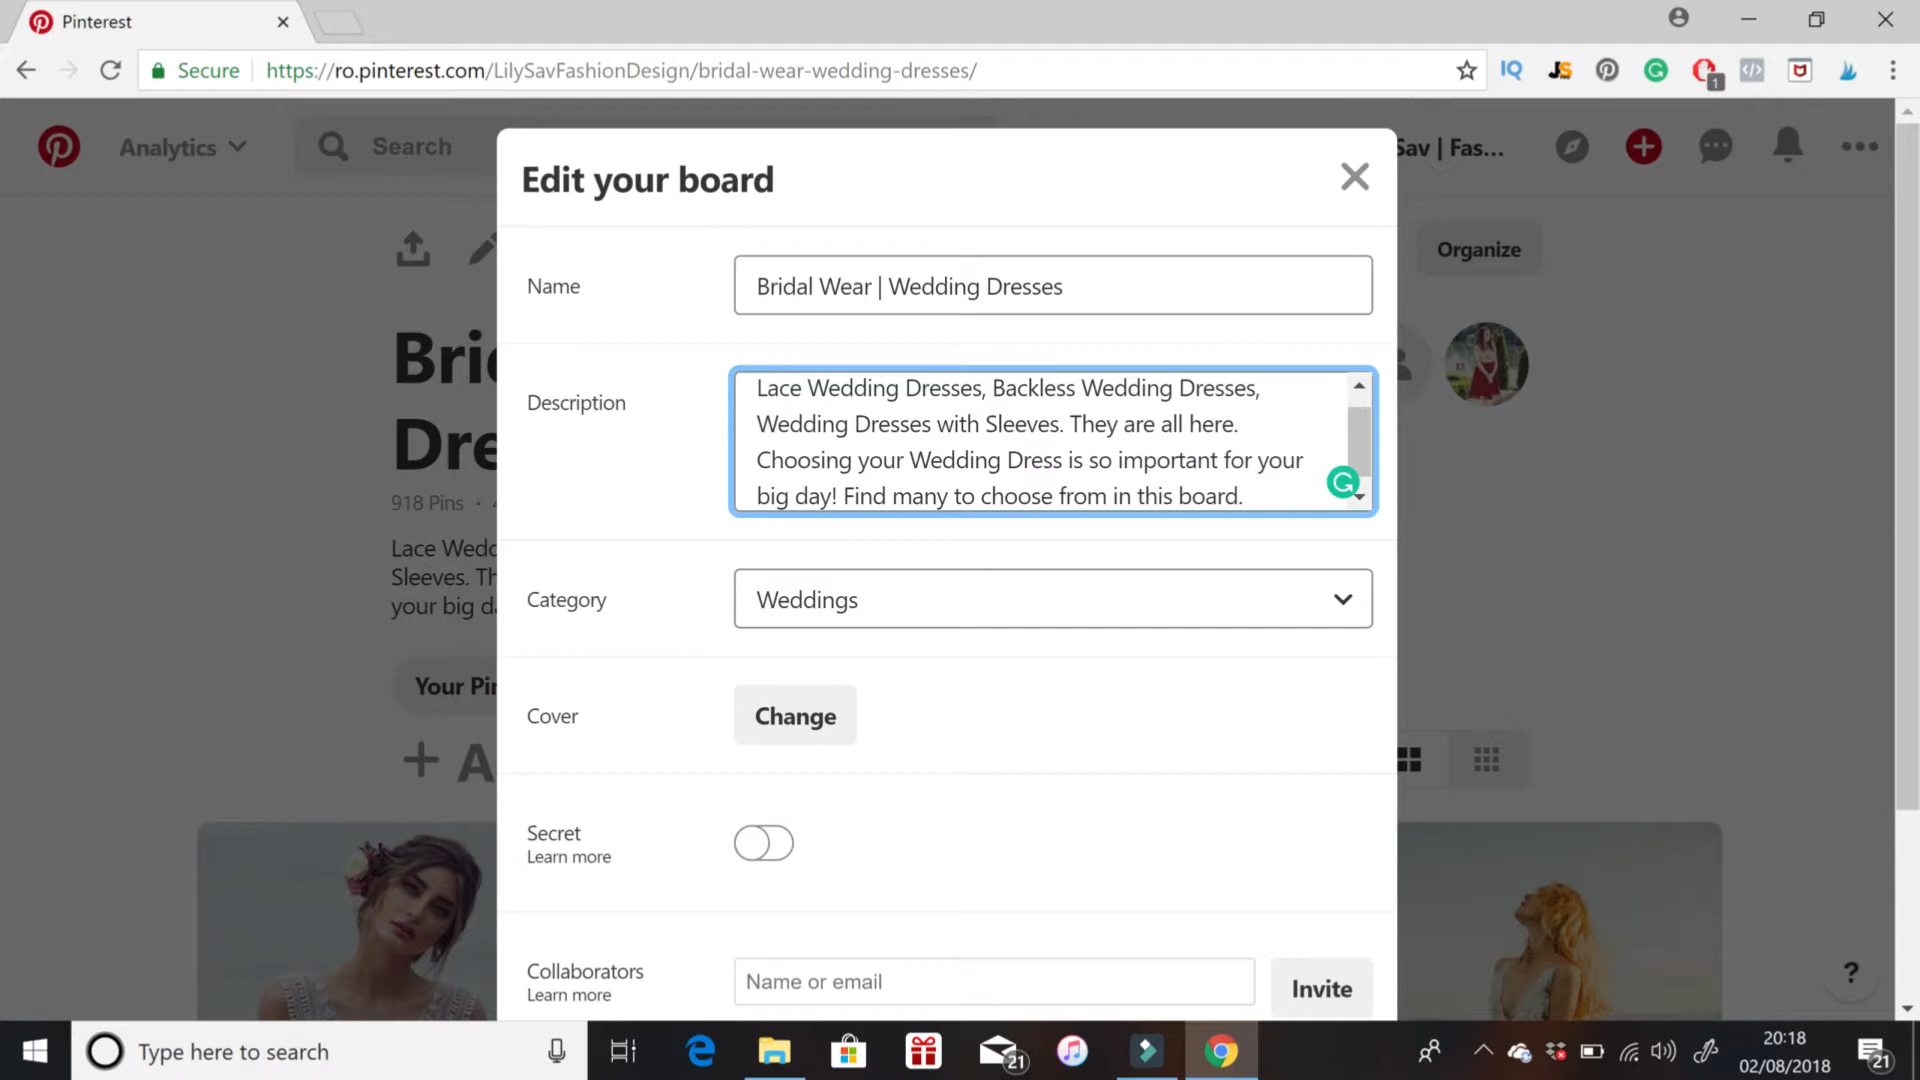 Pinterest
Secure
https://ro.pinterest.com/LilySavFashionDesign/bridal-wear-wedding-dresses/
IQ
JS
1
Analytics
Search
Sav | Fas...
Edit your board
Organize
Name
Bridal Wear | Wedding Dresses
Bri
Dre
918 Pins
Lace Wedd
Sleeves. Th
your big d
Description
Lace Wedding Dresses, Backless Wedding Dresses,
Wedding Dresses with Sleeves. They are all here.
Choosing your Wedding Dress is so important for your
big day! Find many to choose from in this board.
Category
Weddings
Your Pi
Cover
Change
+ A
Secret
Learn more
Collaborators
Learn more
Name or email
Invite
?
Type here to search
21
20:18
02/08/2018
21